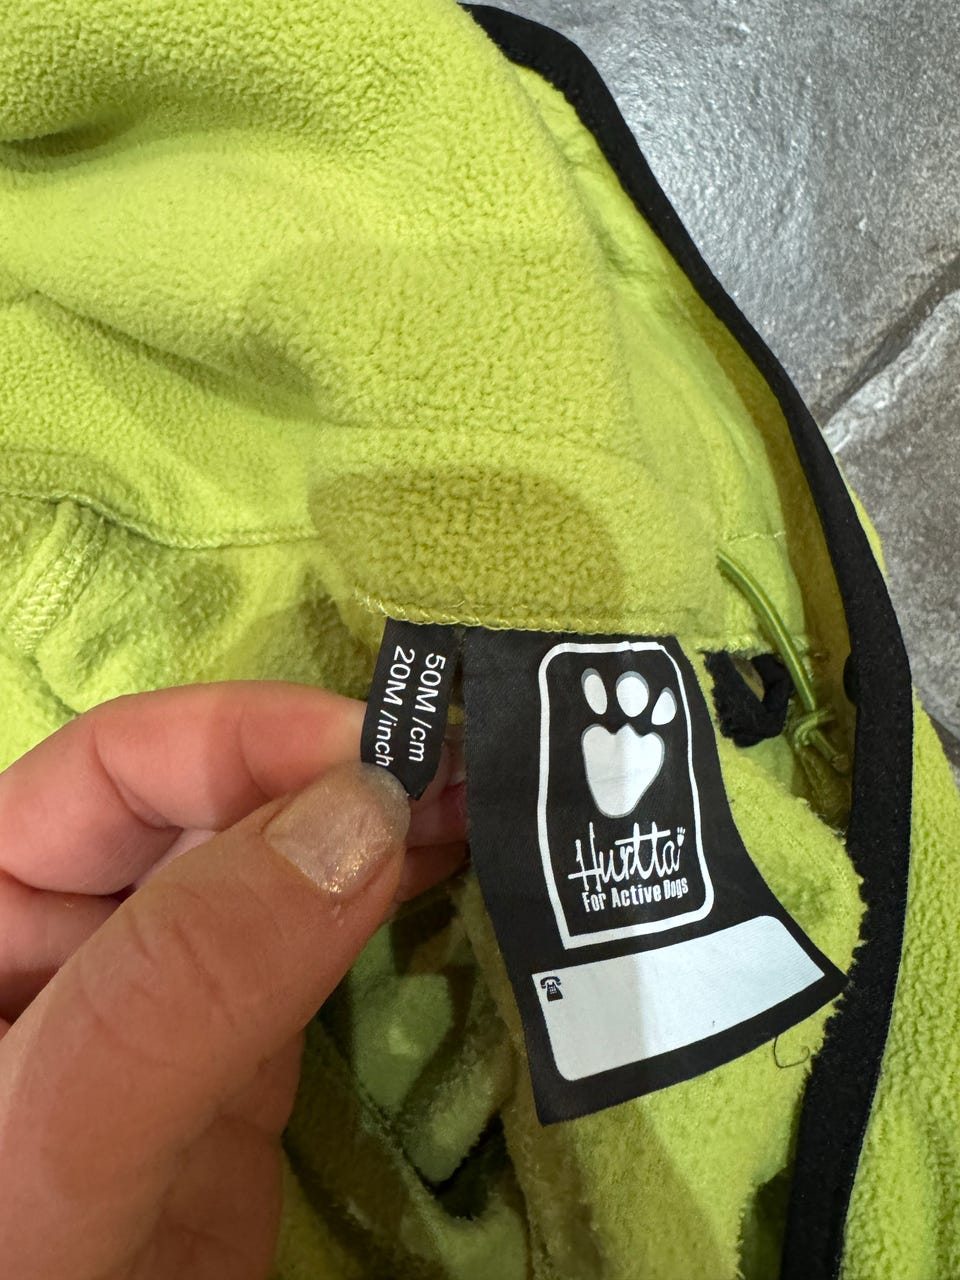 50M /cm
20M /inch
Hurtta
For Active Dogs